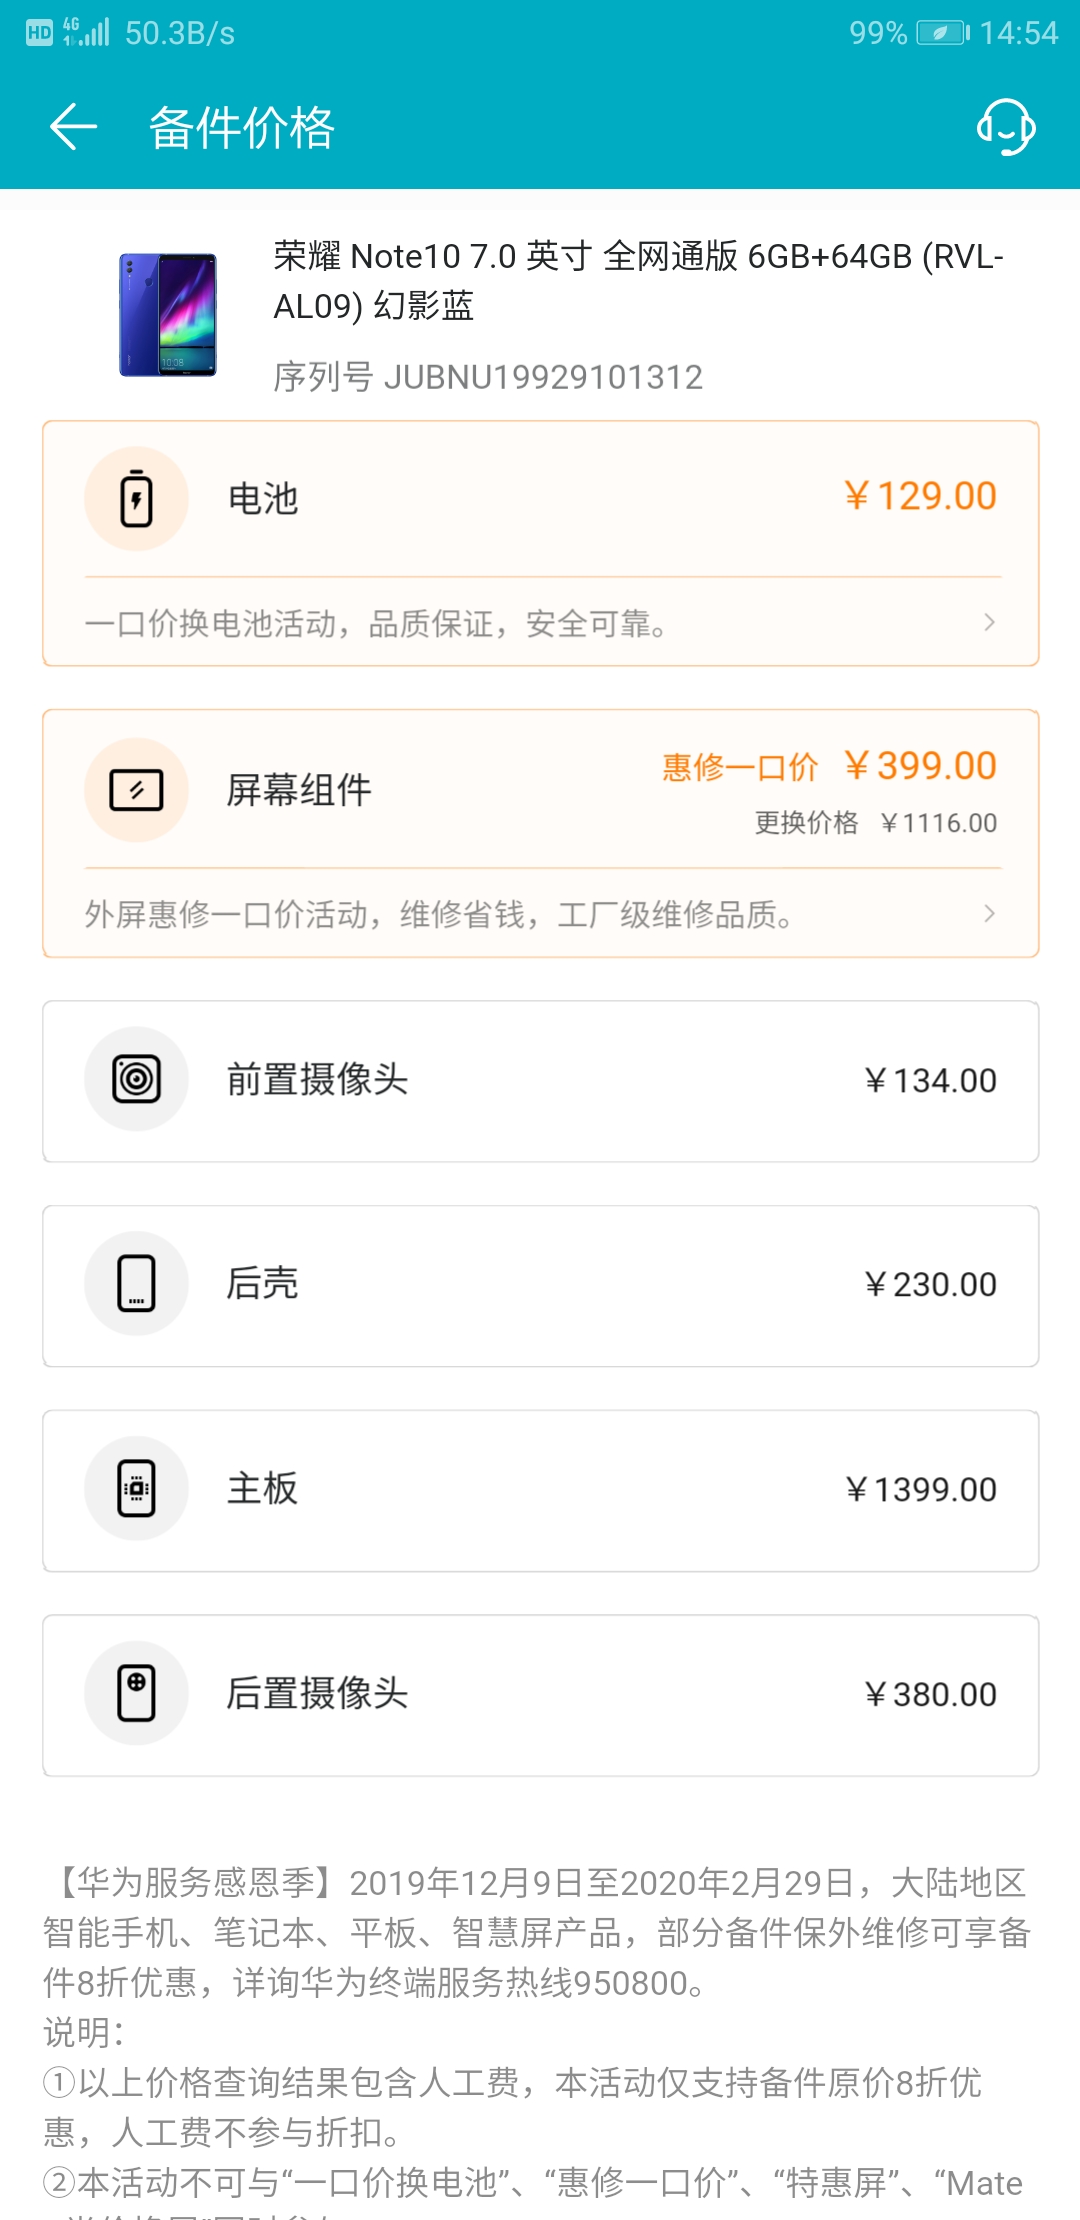 HD 4G 50.3B/s 99% 14:54
备件价格
荣耀 Note10 7.0 英寸 全网通版 6GB+64GB (RVL-
AL09) 幻影蓝
序列号 JUBNU19929101312
电池 ￥129.00
一口价换电池活动，品质保证，安全可靠。
惠修一口价 ￥399.00
屏幕组件
更换价格 ￥1116.00
外屏惠修一口价活动，维修省钱，工厂级维修品质。
前置摄像头 ￥134.00
后壳 ￥230.00
主板 ￥1399.00
后置摄像头 ￥380.00
【华为服务感恩季】2019年12月9日至2020年2月29日，大陆地区
智能手机、笔记本、平板、智慧屏产品，部分备件保外维修可享备
件8折优惠，详询华为终端服务热线950800。
说明：
①以上价格查询结果包含人工费，本活动仅支持备件原价8折优
惠，人工费不参与折扣。
②本活动不可与“一口价换电池”、“惠修一口价”、“特惠屏”、“Mate